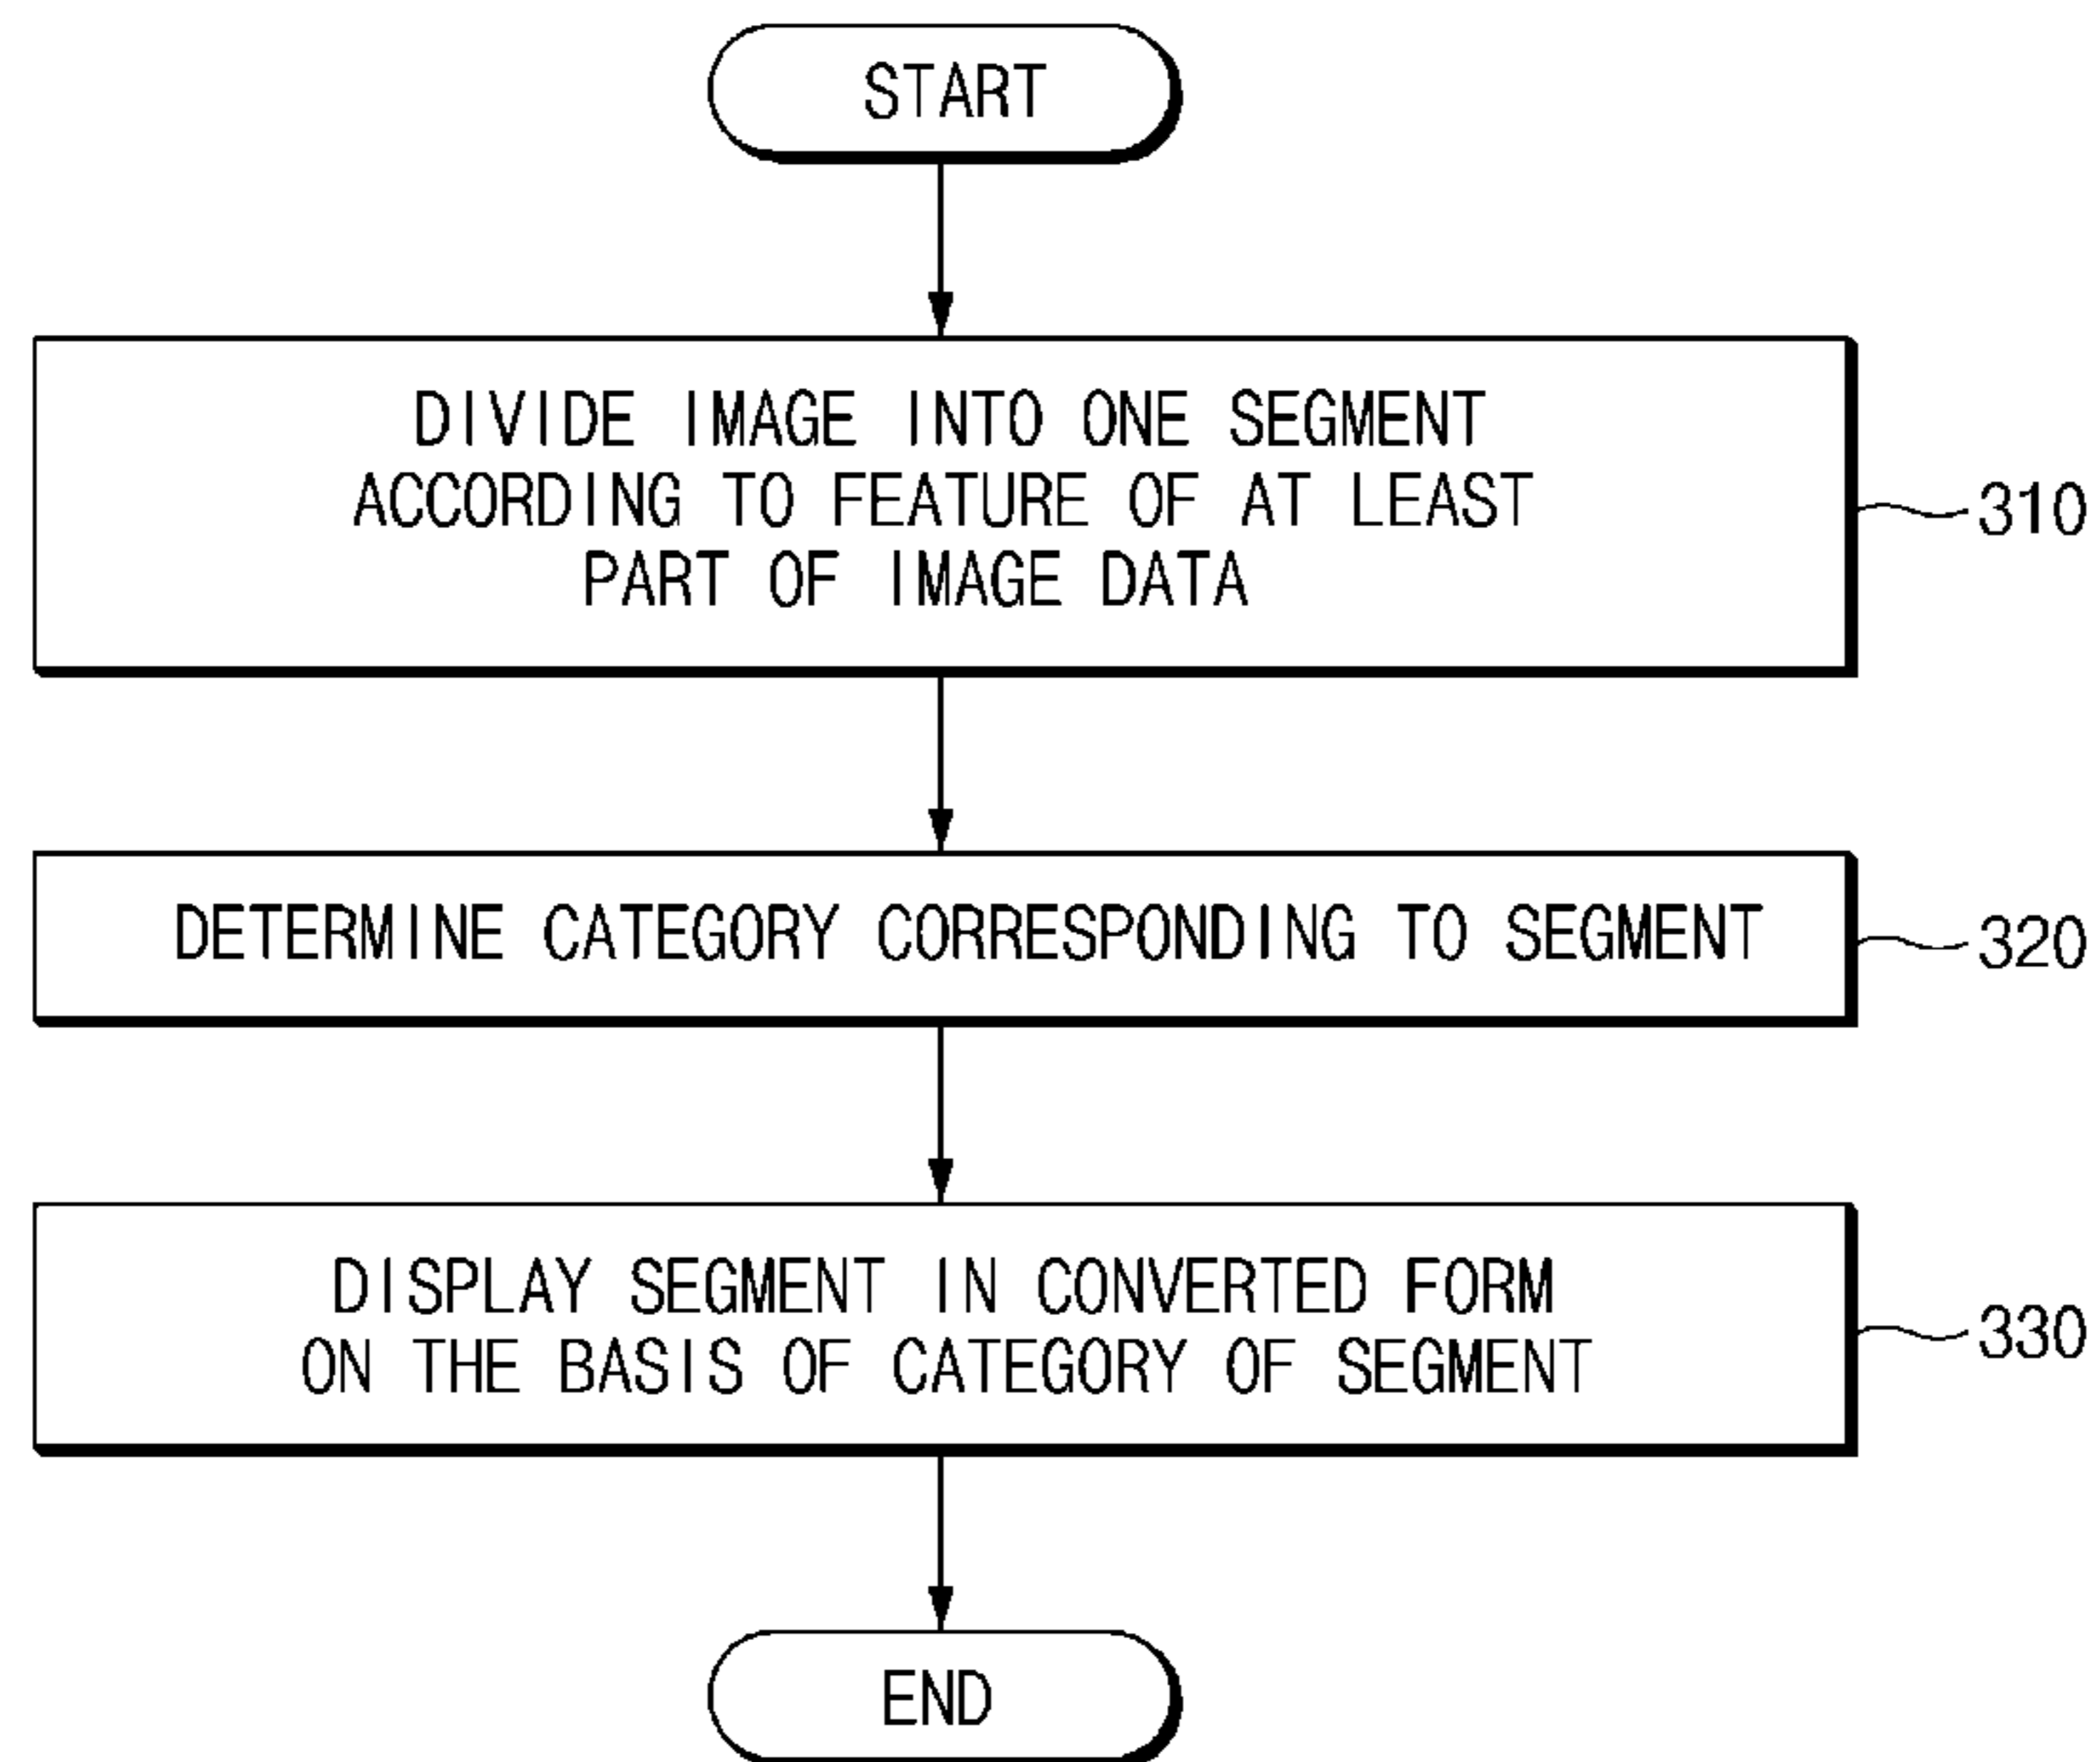 START
DIVIDE IMAGE INTO ONE SEGMENT
ACCORDING TO FEATURE OF AT LEAST
PART OF IMAGE DATA
310
DETERMINE CATEGORY CORRESPONDING TO SEGMENT
320
DISPLAY SEGMENT IN CONVERTED FORM
ON THE BASIS OF CATEGORY OF SEGMENT
330
END